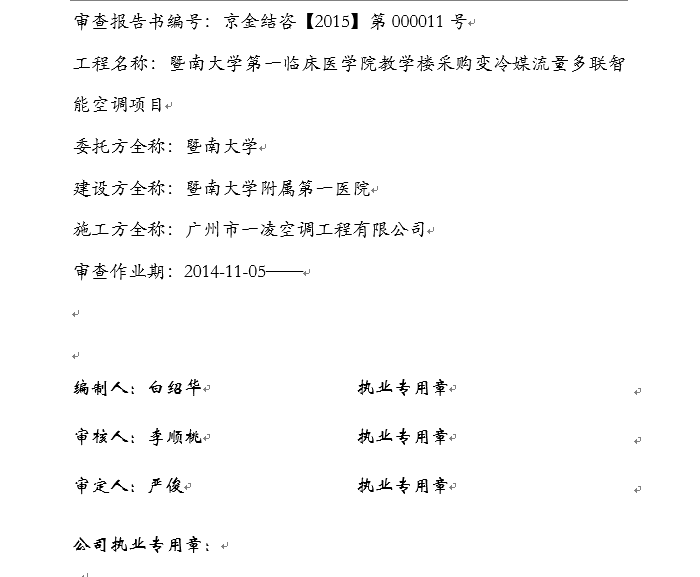 审查报告书编号：京金结咨【2015】第 000011 号
工程名称：暨南大学第一临床医学院教学楼采购变冷媒流量多联智
能空调项目
委托方全称：暨南大学
建设方全称：暨南大学附属第一医院
施工方全称：广州市一凌空调工程有限公司
审查作业期：2014-11-05——
编制人：白绍华 执业专用章
审核人：李顺桃 执业专用章
审定人：严俊 执业专用章
公司执业专用章：